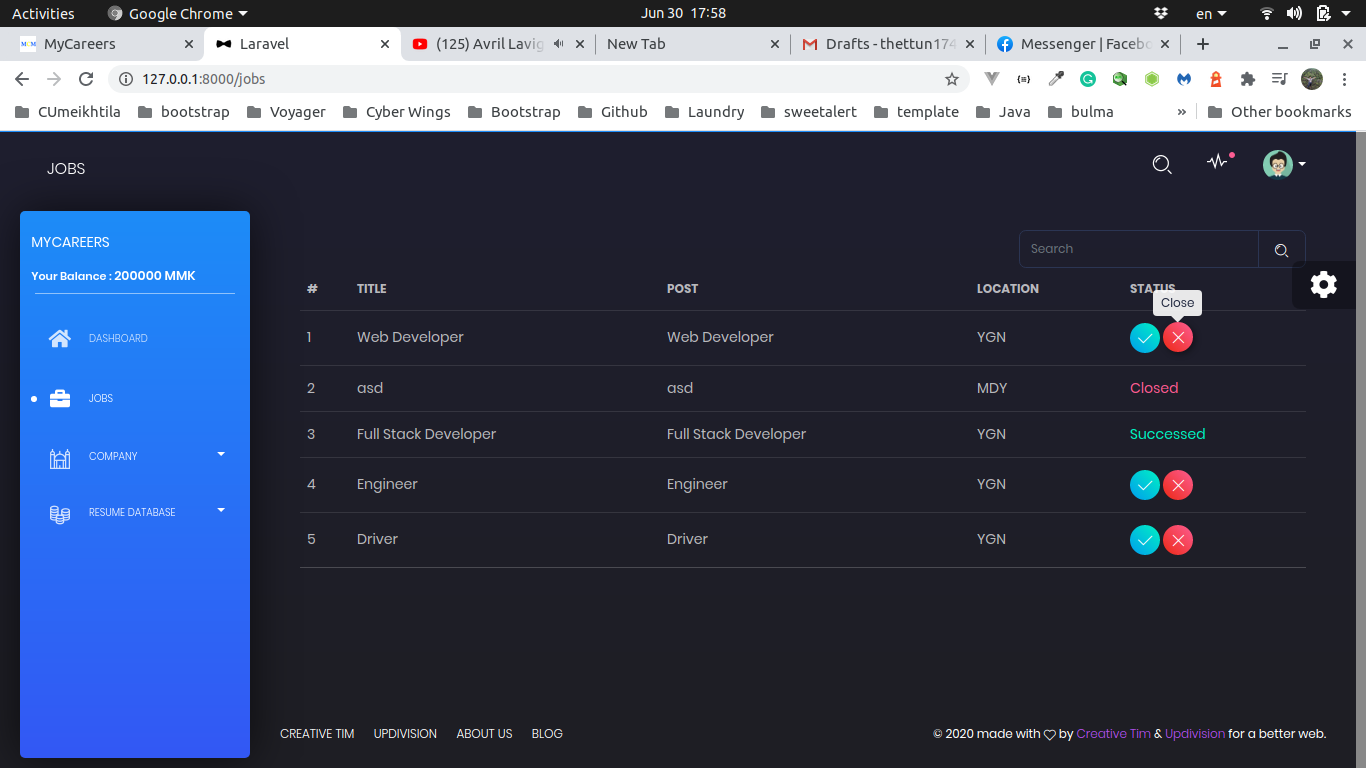 Activities Google Chrome Jun 30 17:58 en
MyCareers Laravel (125) Avril Lavig New Tab Drafts - thettun174 Messenger | Facebo
127.0.0.1:8000/jobs
CUmeikhtila bootstrap Voyager Cyber Wings Bootstrap Github Laundry sweetalert template Java bulma » Other bookmarks
JOBS
MYCAREERS
Your Balance : 200000 MMK
DASHBOARD
JOBS
COMPANY
RESUME DATABASE
Search
# TITLE POST LOCATION STATUS
Close
1 Web Developer Web Developer YGN
2 asd asd MDY Closed
3 Full Stack Developer Full Stack Developer YGN Successed
4 Engineer Engineer YGN
5 Driver Driver YGN
CREATIVE TIM UPDIVISION ABOUT US BLOG
© 2020 made with by Creative Tim & Updivision for a better web.